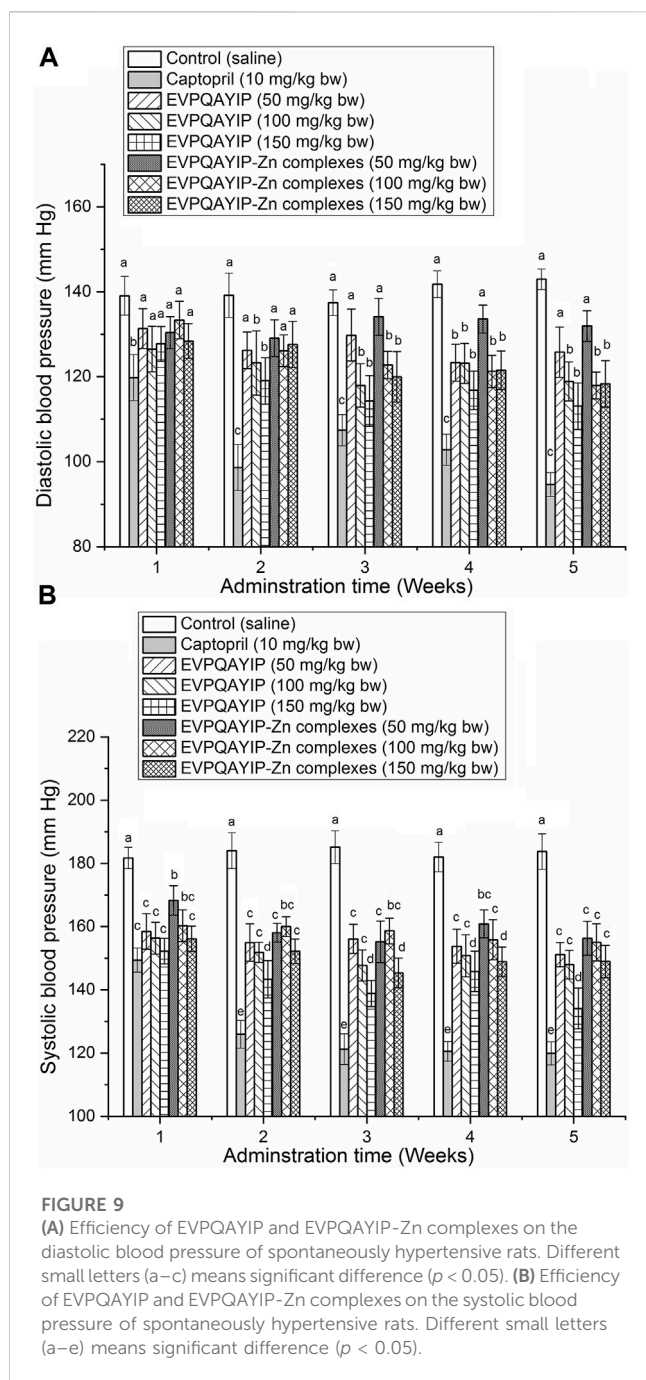 A
Control (saline)
Captopril (10 mg/kg bw)
EVPQAYIP (50 mg/kg bw)
EVPQAYIP (100 mg/kg bw)
EVPQAYIP (150 mg/kg bw)
EVPQAYIP-Zn complexes (50 mg/kg bw)
EVPQAYIP-Zn complexes (100 mg/kg bw)
EVPQAYIP-Zn complexes (150 mg/kg bw)
Diastolic blood pressure (mm Hg)
160
140
120
100
80
a b a a a a a a
a c a b b a a a
a c a b b a b b
a c b b b a b b
a c a b b a b b
1 2 3 4 5
Adminstration time (Weeks)
B
Control (saline)
Captopril (10 mg/kg bw)
EVPQAYIP (50 mg/kg bw)
EVPQAYIP (100 mg/kg bw)
EVPQAYIP (150 mg/kg bw)
EVPQAYIP-Zn complexes (50 mg/kg bw)
EVPQAYIP-Zn complexes (100 mg/kg bw)
EVPQAYIP-Zn complexes (150 mg/kg bw)
Systolic blood pressure (mm Hg)
220
200
180
160
140
120
100
a c c c c b bc c
a e c c d c bc c
a e c c d c bc d
a e c c d bc c d
a e c c d c c c
1 2 3 4 5
Adminstration time (Weeks)
FIGURE 9
(A) Efficiency of EVPQAYIP and EVPQAYIP-Zn complexes on the
diastolic blood pressure of spontaneously hypertensive rats. Different
small letters (a–c) means significant difference (p < 0.05). (B) Efficiency
of EVPQAYIP and EVPQAYIP-Zn complexes on the systolic blood
pressure of spontaneously hypertensive rats. Different small letters
(a–e) means significant difference (p < 0.05).